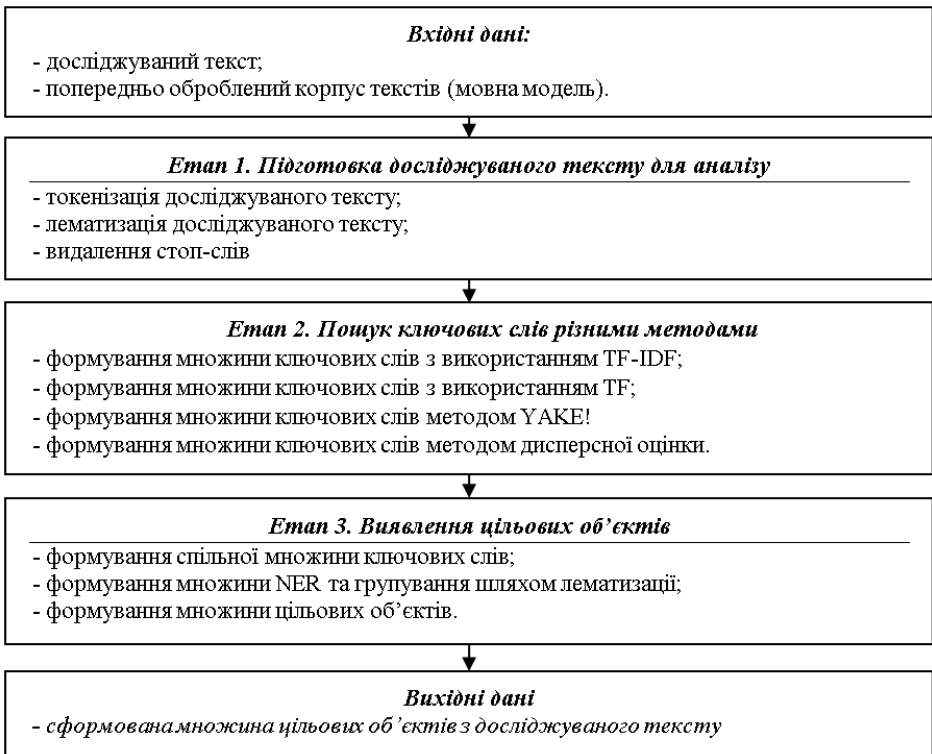 Вхідні дані:
- досліджуваний текст;
- попередньо оброблений корпус текстів (мовна модель).
Етап 1. Підготовка досліджуваного тексту для аналізу
- токенізація досліджуваного тексту;
- лематизація досліджуваного тексту;
- видалення стоп-слів
Етап 2. Пошук ключових слів різними методами
- формування множини ключових слів з використанням TF-IDF;
- формування множини ключових слів з використанням TF;
- формування множини ключових слів методом YAKE!
- формування множини ключових слів методом дисперсної оцінки.
Етап 3. Виявлення цільових об’єктів
- формування спільної множини ключових слів;
- формування множини NER та групування шляхом лематизації;
- формування множини цільових об’єктів.
Вихідні дані
- сформована множина цільових об’єктів з досліджуваного тексту